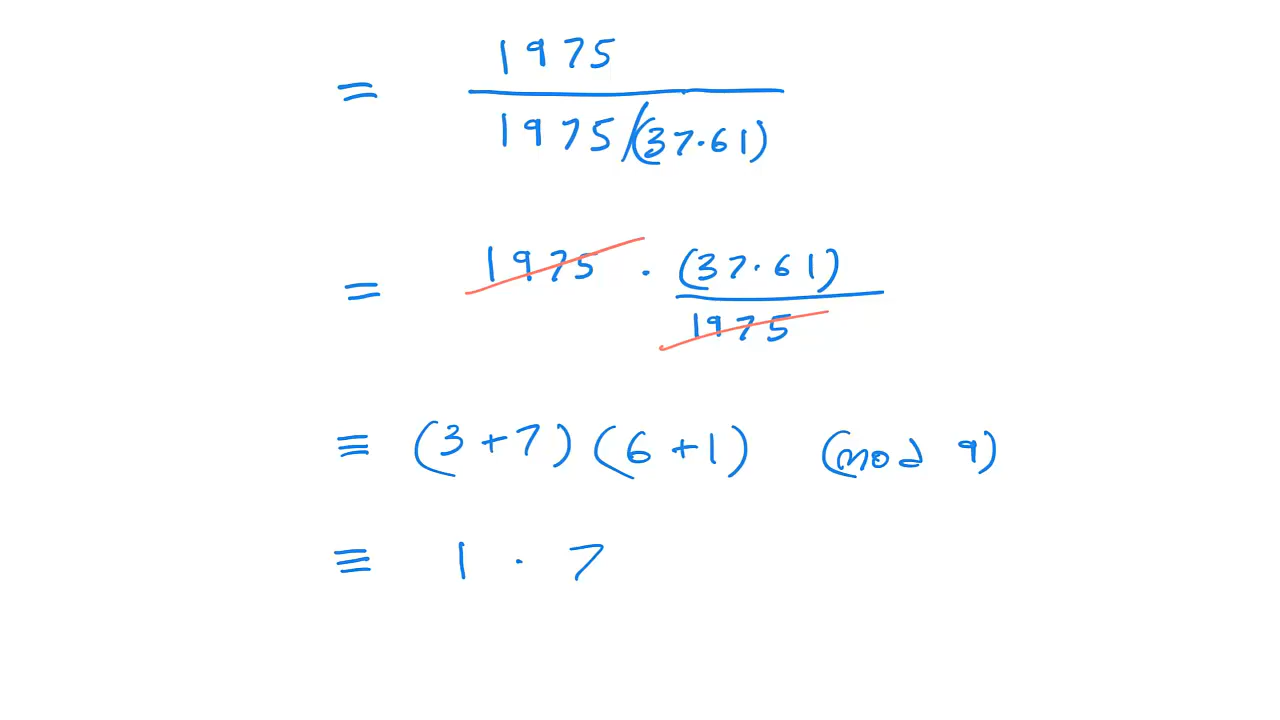 = 1975
1975/(37·61)
= 1975 · (37·61)
1975
≡ (3+7)(6+1) (mod 9)
≡ 1 · 7